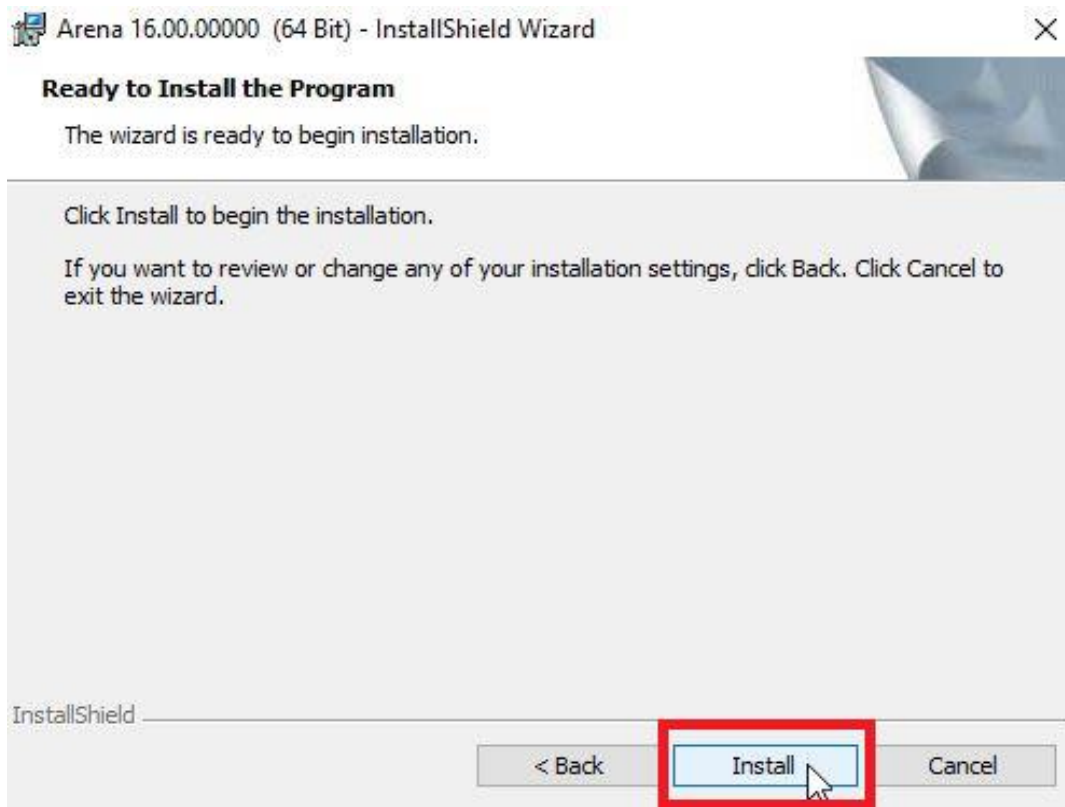 Arena 16.00.00000 (64 Bit) - InstallShield Wizard
Ready to Install the Program
The wizard is ready to begin installation.
Click Install to begin the installation.
If you want to review or change any of your installation settings, click Back. Click Cancel to
exit the wizard.
InstallShield
< Back Install Cancel